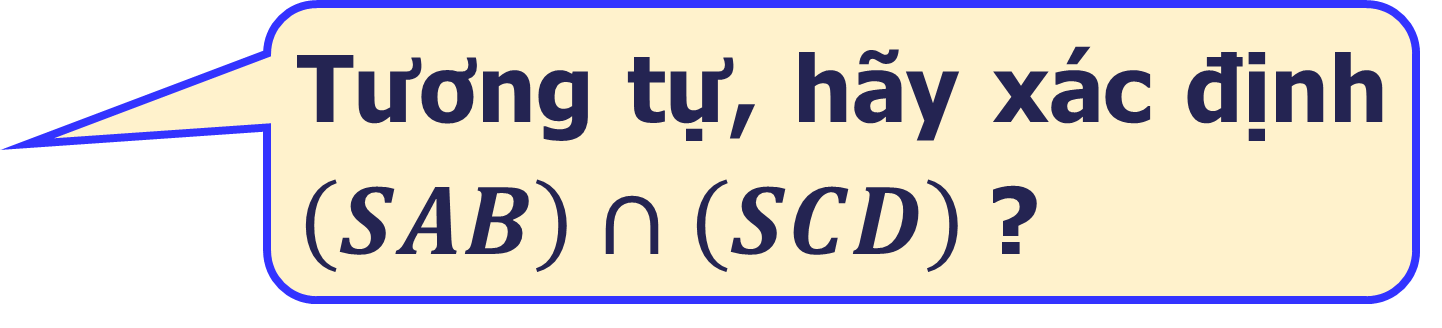 Tương tự, hãy xác định
(SAB) ∩ (SCD) ?